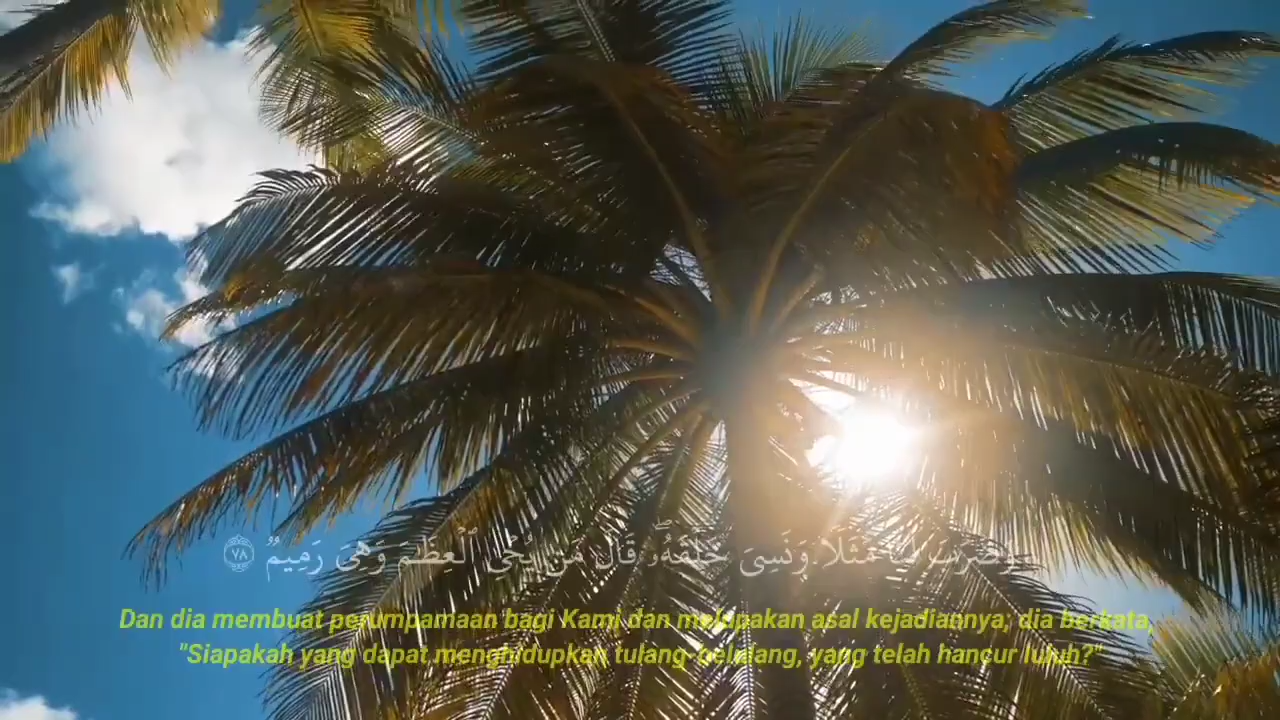 وَضَرَبَ لَنَا مَثَلًا وَنَسِىَ خَلْقَهُۥ ۖ قَالَ مَن يُحْىِ ٱلْعِظَٰمَ وَهِىَ رَمِيمٌ ۝٧٨
Dan dia membuat perumpamaan bagi Kami dan melupakan asal kejadiannya; dia berkata,
"Siapakah yang dapat menghidupkan tulang-belulang, yang telah hancur luluh?"